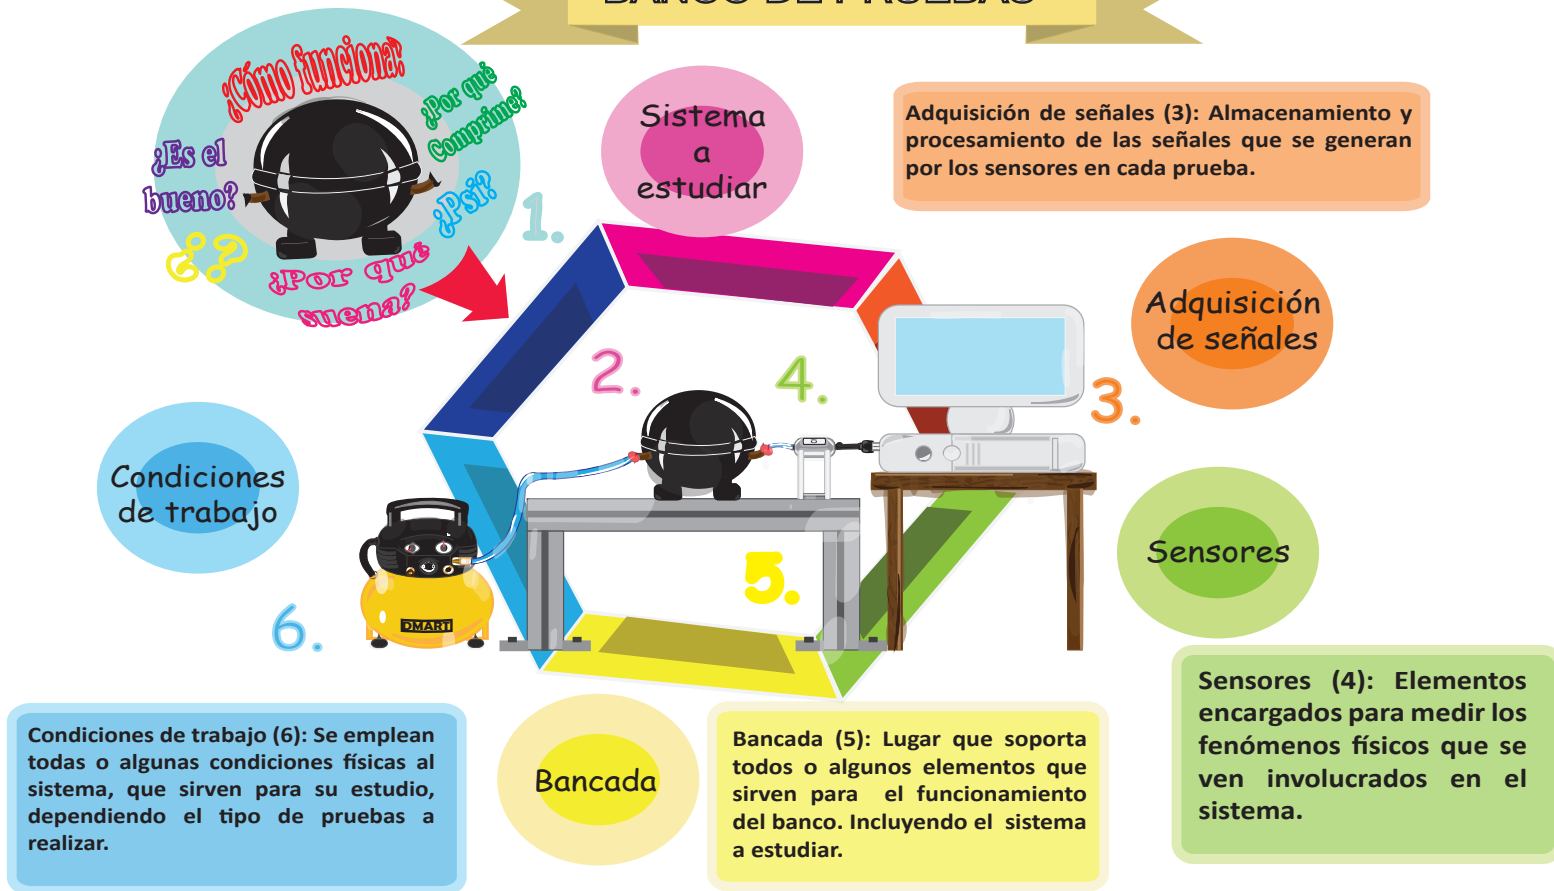 BANCO DE PRUEBAS
¿Cómo funciona?
¿Por qué
Comprime?
¿Es el
bueno?
¿Psi?
¿?
¿Por qué
suena?
1.
Sistema
a
estudiar
Adquisición de señales (3): Almacenamiento y
procesamiento de las señales que se generan
por los sensores en cada prueba.
Adquisición
de señales
2.
4.
3.
Condiciones
de trabajo
Sensores
5.
6.
DMART
Sensores (4): Elementos
encargados para medir los
fenómenos físicos que se
ven involucrados en el
sistema.
Condiciones de trabajo (6): Se emplean
todas o algunas condiciones físicas al
sistema, que sirven para su estudio,
dependiendo el tipo de pruebas a
realizar.
Bancada
Bancada (5): Lugar que soporta
todos o algunos elementos que
sirven para el funcionamiento
del banco. Incluyendo el sistema
a estudiar.